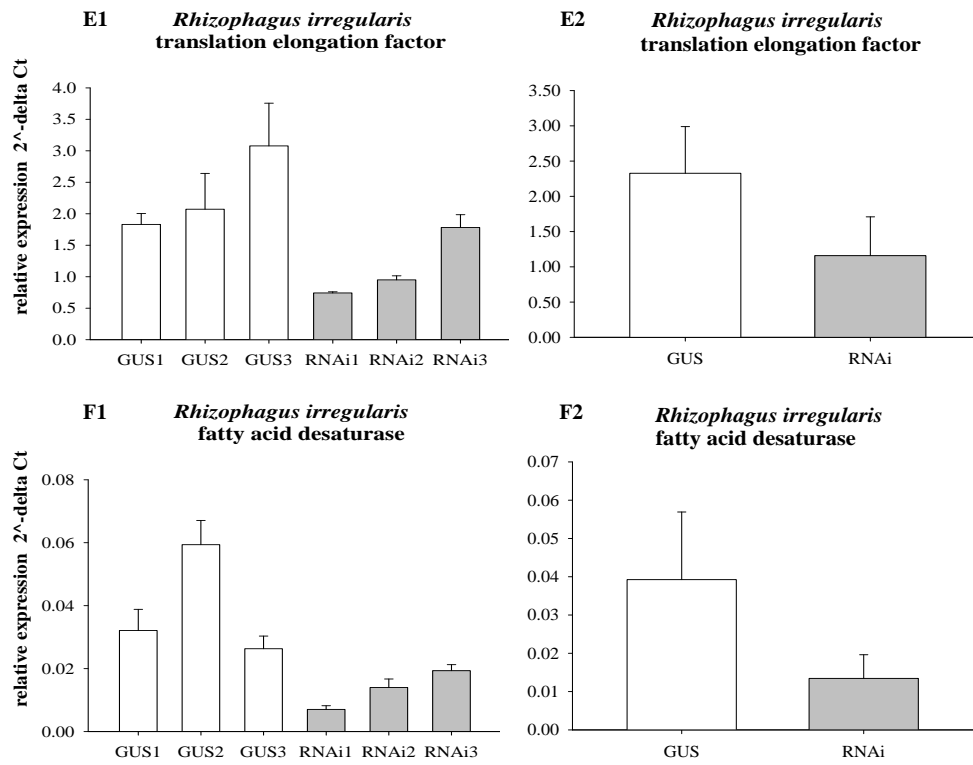 E1 Rhizophagus irregularis
translation elongation factor
relative expression 2^-delta Ct
4.0
3.5
3.0
2.5
2.0
1.5
1.0
0.5
0.0
GUS1 GUS2 GUS3 RNAi1 RNAi2 RNAi3
E2 Rhizophagus irregularis
translation elongation factor
3.50
3.00
2.50
2.00
1.50
1.00
0.50
0.00
GUS RNAi
F1 Rhizophagus irregularis
fatty acid desaturase
relative expression 2^-delta Ct
0.08
0.06
0.04
0.02
0.00
GUS1 GUS2 GUS3 RNAi1 RNAi2 RNAi3
F2 Rhizophagus irregularis
fatty acid desaturase
0.07
0.06
0.05
0.04
0.03
0.02
0.01
0.00
GUS RNAi